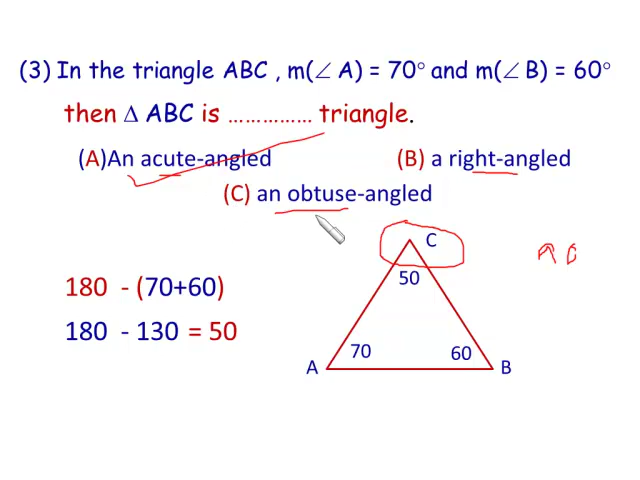 (3) In the triangle ABC , m(∠ A) = 70° and m(∠ B) = 60°
then Δ ABC is …………… triangle.
(A)An acute-angled (B) a right-angled
(C) an obtuse-angled
C
180 - (70+60)
50
180 - 130 = 50
70
60
A
B